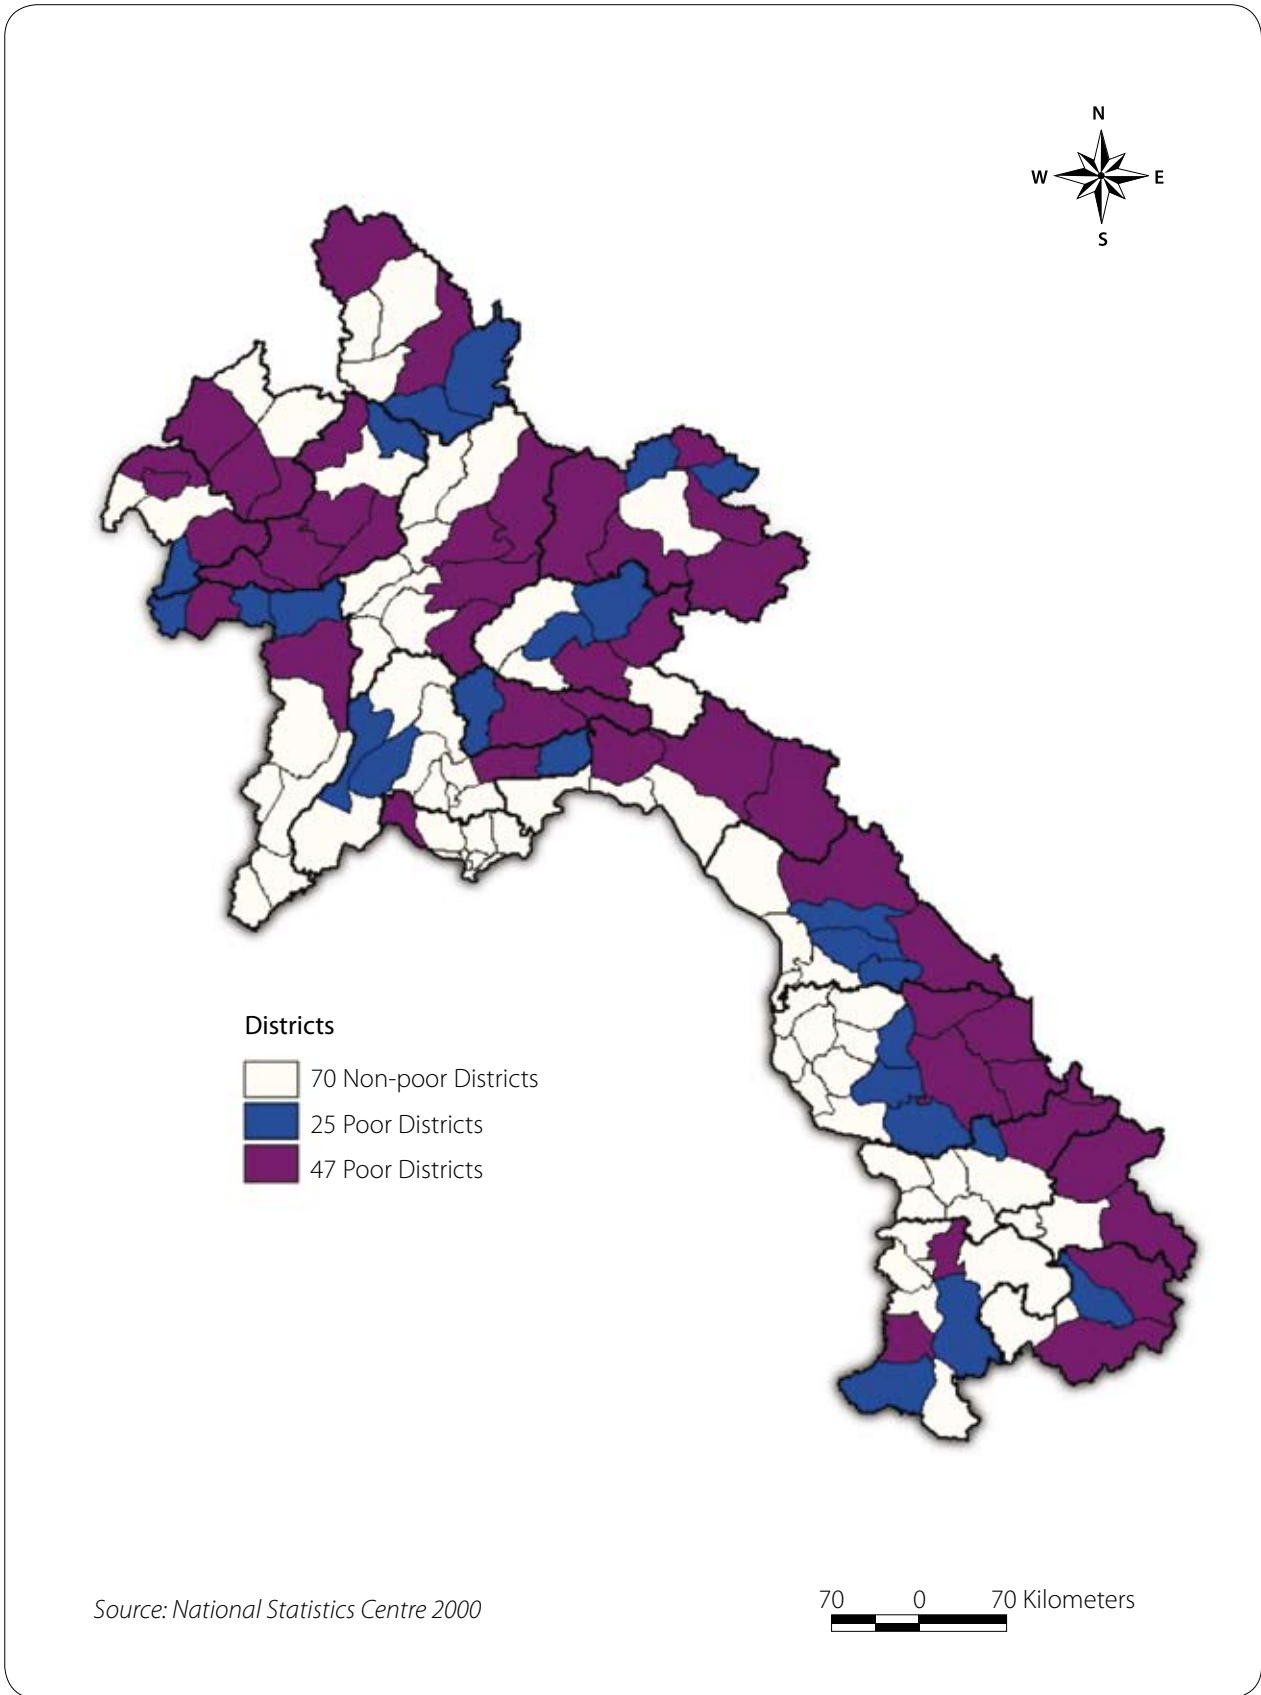 N
W E
S
Districts
70 Non-poor Districts
25 Poor Districts
47 Poor Districts
Source: National Statistics Centre 2000
70 0 70 Kilometers